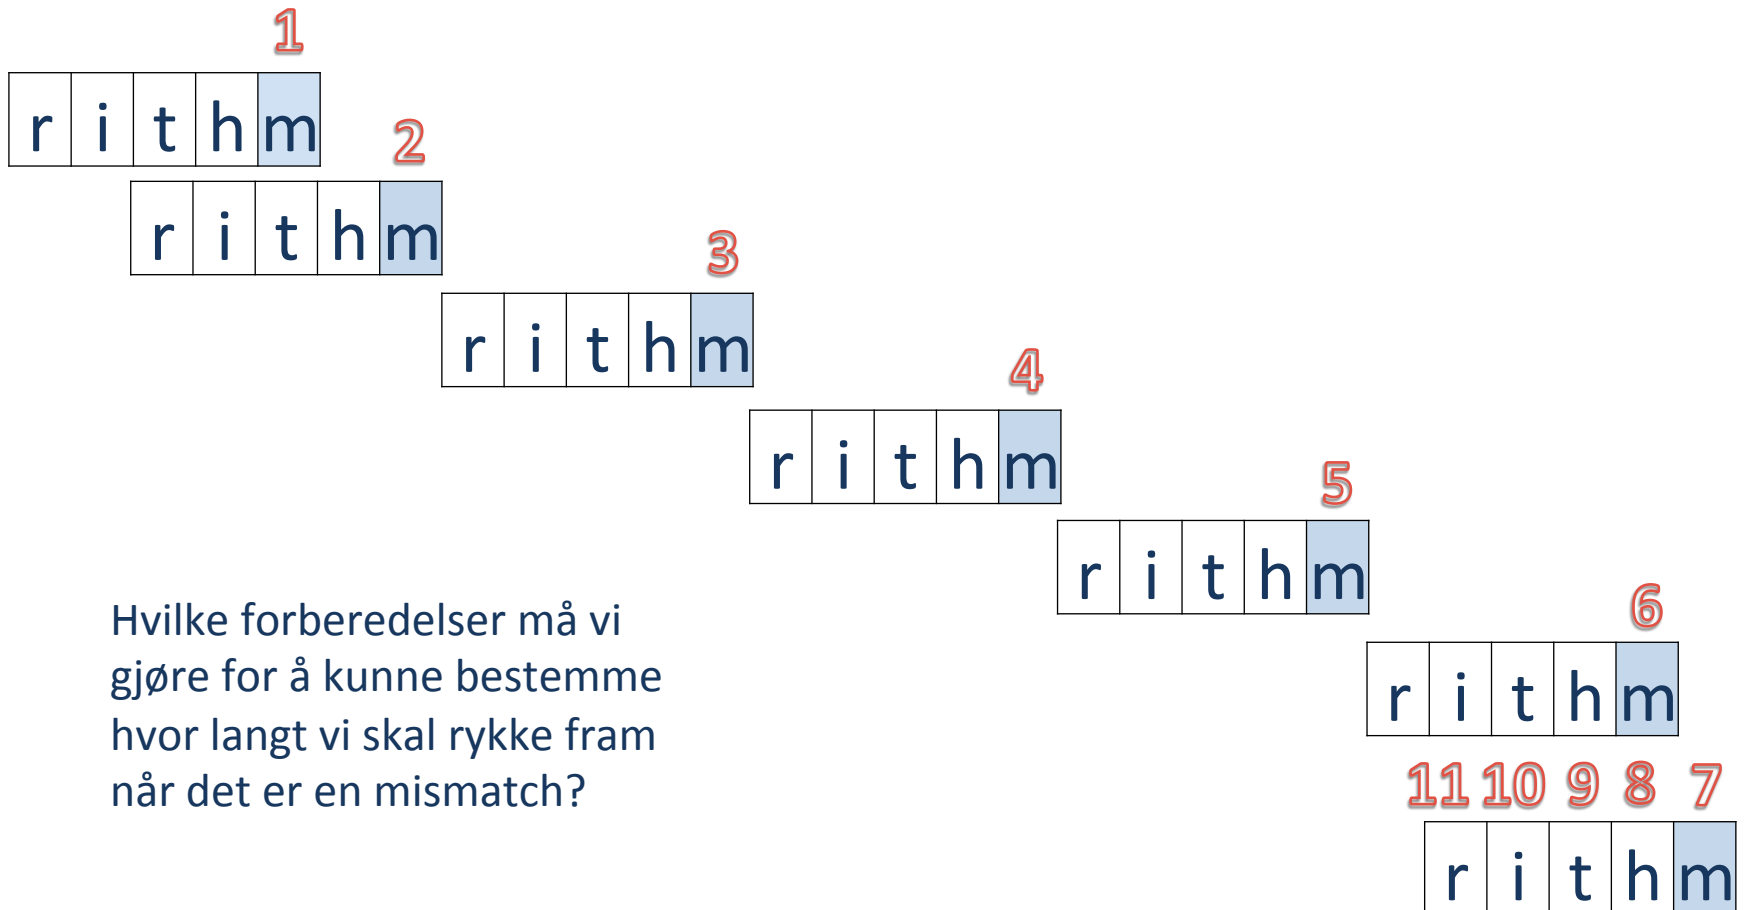 1
r i t h m
2
r i t h m
3
r i t h m
4
r i t h m
5
r i t h m
Hvilke forberedelser må vi
gjøre for å kunne bestemme
hvor langt vi skal rykke fram
når det er en mismatch?
6
r i t h m
11 10 9 8 7
r i t h m